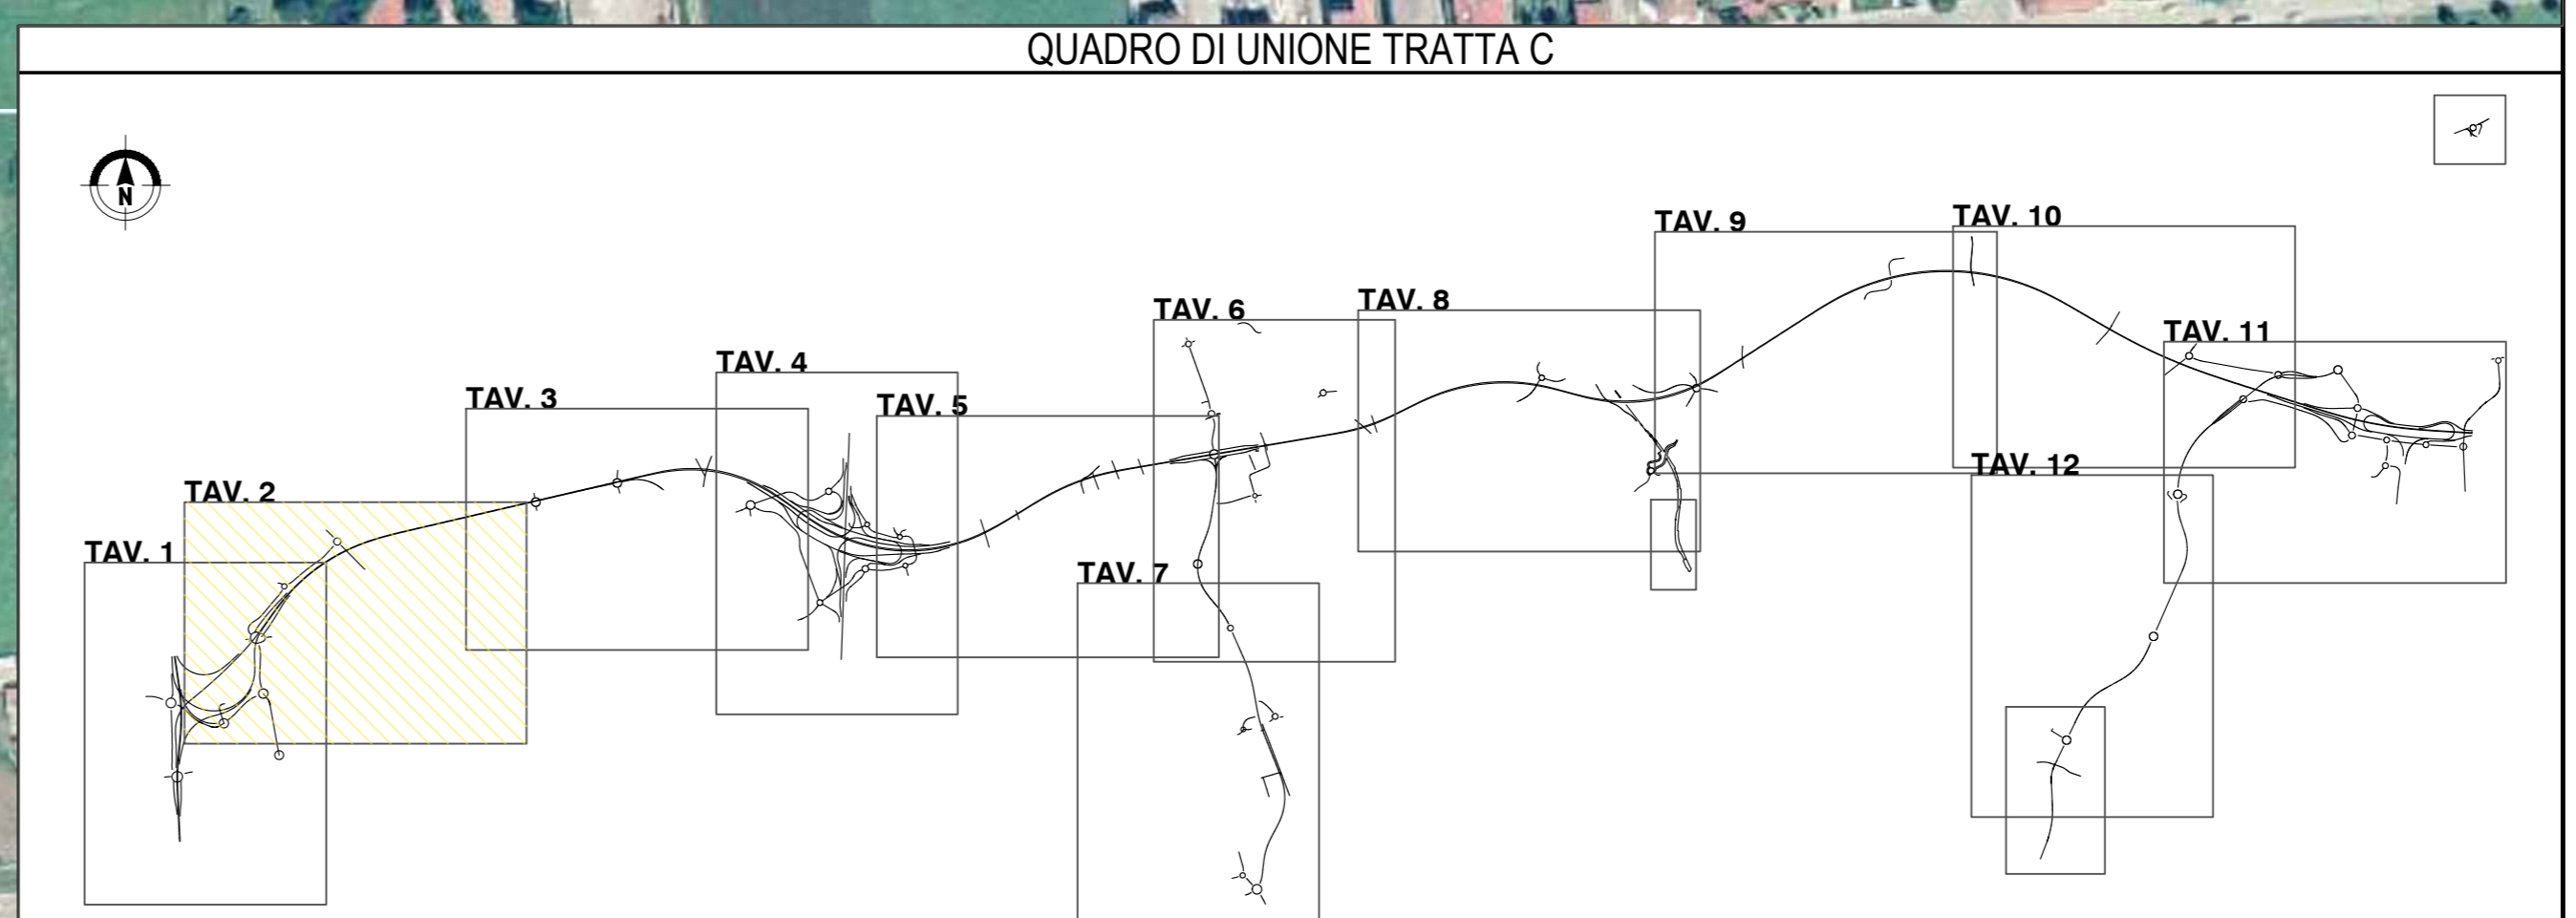 QUADRO DI UNIONE TRATTA C
N
TAV. 9
TAV. 10
TAV. 6
TAV. 8
TAV. 11
TAV. 4
TAV. 3
TAV. 5
TAV. 12
TAV. 2
TAV. 1
TAV. 7